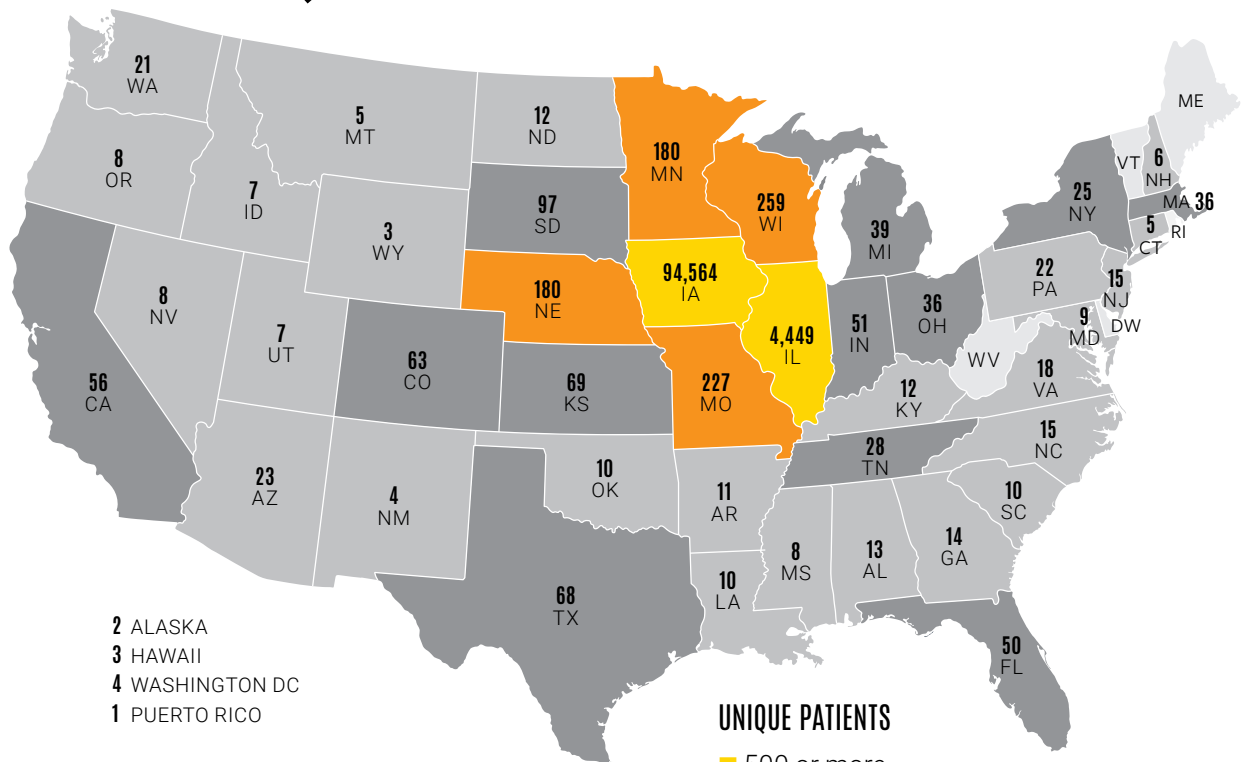 21
WA
5
MT
12
ND
180
MN
ME
8
OR
7
ID
97
SD
259
WI
39
MI
25
NY
VT
6
NH
MA 36
3
WY
5
CT
RI
94,564
IA
22
PA
15
NJ
8
NV
7
UT
180
NE
4,449
IL
51
IN
36
OH
9
MD
DW
WV
56
CA
63
CO
69
KS
227
MO
12
KY
18
VA
23
AZ
4
NM
10
OK
11
AR
28
TN
15
NC
10
SC
68
TX
10
LA
8
MS
13
AL
14
GA
50
FL
2 ALASKA
3 HAWAII
4 WASHINGTON DC
1 PUERTO RICO
UNIQUE PATIENTS
500 or more